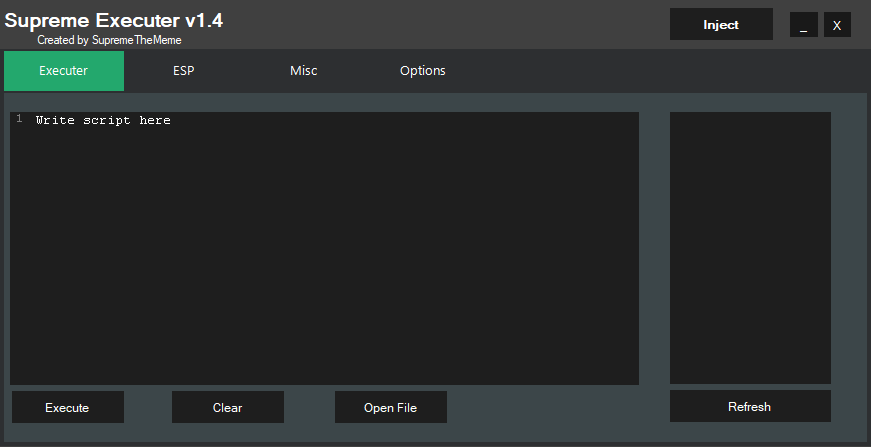 Supreme Executer v1.4
Created by SupremeTheMeme
Inject
_
X
Executer
ESP
Misc
Options
1 Write script here
Execute
Clear
Open File
Refresh